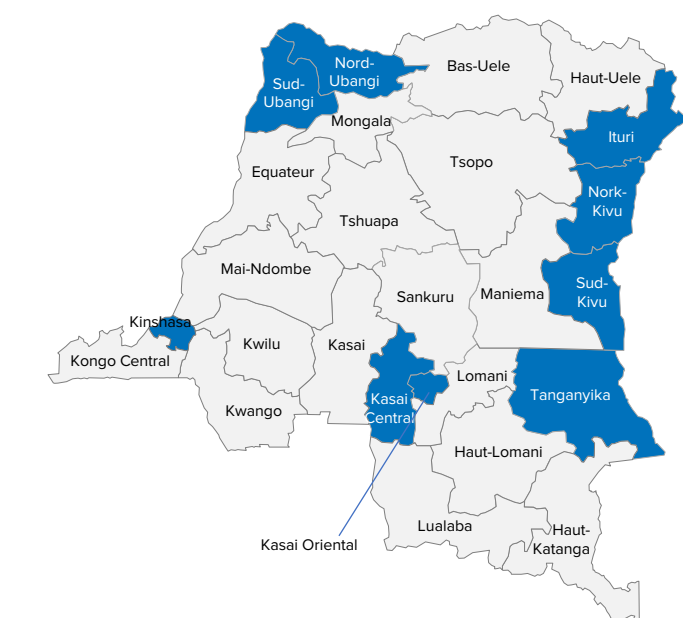 Nord-
Ubangi
Bas-Uele
Haut-Uele
Sud-
Ubangi
Mongala
Ituri
Tsopo
Equateur
Nork-
Kivu
Tshuapa
Mai-Ndombe
Sankuru
Maniema
Sud-
Kivu
Kinshasa
Kwilu
Kasai
Kongo Central
Lomani
Kasai
Central
Tanganyika
Kwango
Haut-Lomani
Lualaba
Haut-
Katanga
Kasai Oriental